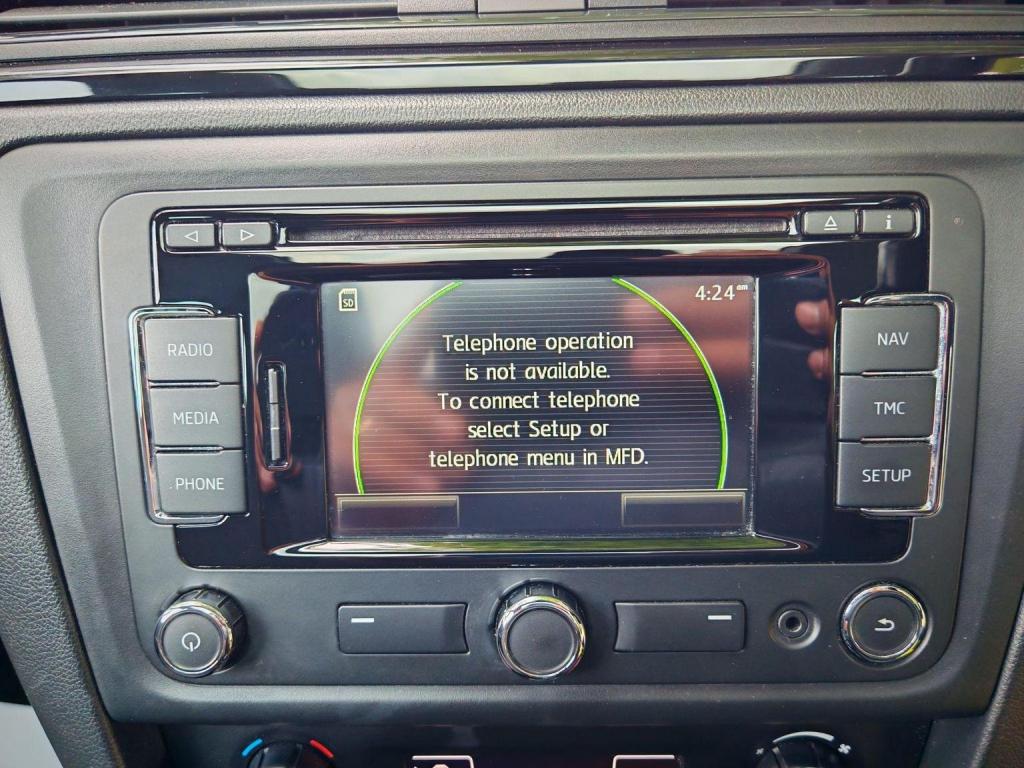 i
SD
4:24am
Telephone operation
is not available.
To connect telephone
select Setup or
telephone menu in MFD.
RADIO
MEDIA
PHONE
NAV
TMC
SETUP